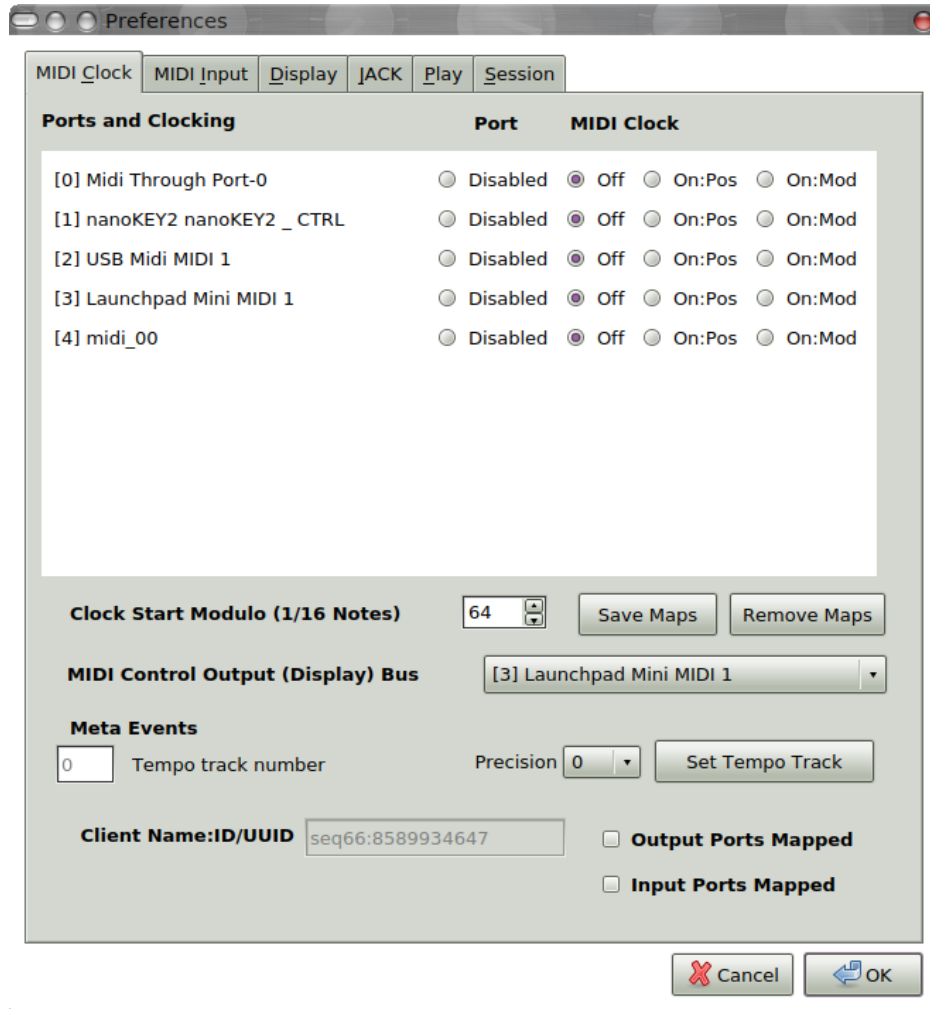 Preferences
MIDI Clock MIDI Input Display JACK Play Session
Ports and Clocking Port MIDI Clock
[0] Midi Through Port-0 Disabled Off On:Pos On:Mod
[1] nanoKEY2 nanoKEY2 _ CTRL Disabled Off On:Pos On:Mod
[2] USB Midi MIDI 1 Disabled Off On:Pos On:Mod
[3] Launchpad Mini MIDI 1 Disabled Off On:Pos On:Mod
[4] midi_00 Disabled Off On:Pos On:Mod
Clock Start Modulo (1/16 Notes) 64 Save Maps Remove Maps
MIDI Control Output (Display) Bus [3] Launchpad Mini MIDI 1
Meta Events
0 Tempo track number Precision 0 Set Tempo Track
Client Name:ID/UUID seq66:8589934647 Output Ports Mapped
Input Ports Mapped
Cancel OK